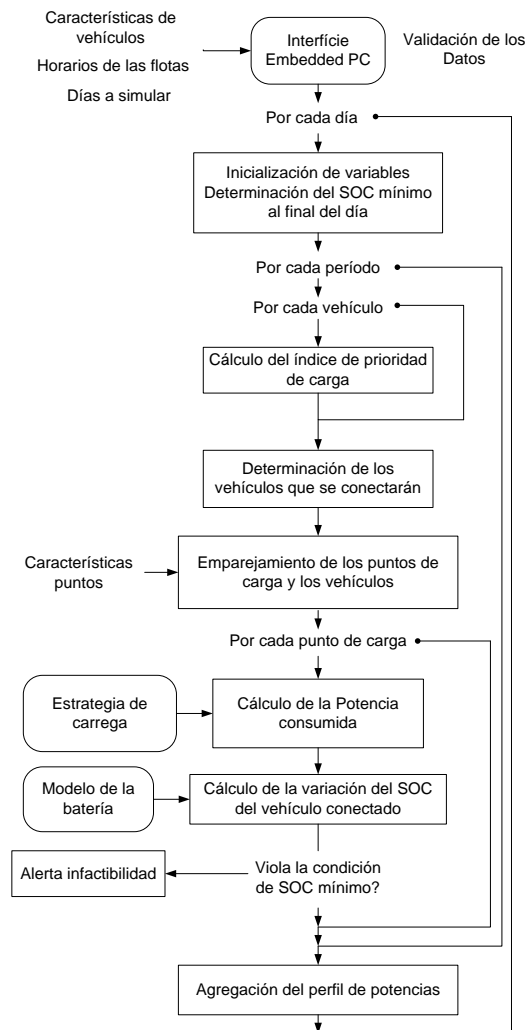 Características de
vehículos
Horarios de las flotas
Días a simular
Interfície
Embedded PC
Validación de los
Datos
Por cada día
Inicialización de variables
Determinación del SOC mínimo
al final del día
Por cada período
Por cada vehículo
Cálculo del índice de prioridad
de carga
Determinación de los
vehículos que se conectarán
Características
puntos
Emparejamiento de los puntos de
carga y los vehículos
Por cada punto de carga
Estrategia de
carrega
Cálculo de la Potencia
consumida
Modelo de la
batería
Cálculo de la variación del SOC
del vehículo conectado
Alerta infactibilidad
Viola la condición
de SOC mínimo?
Agregación del perfil de potencias